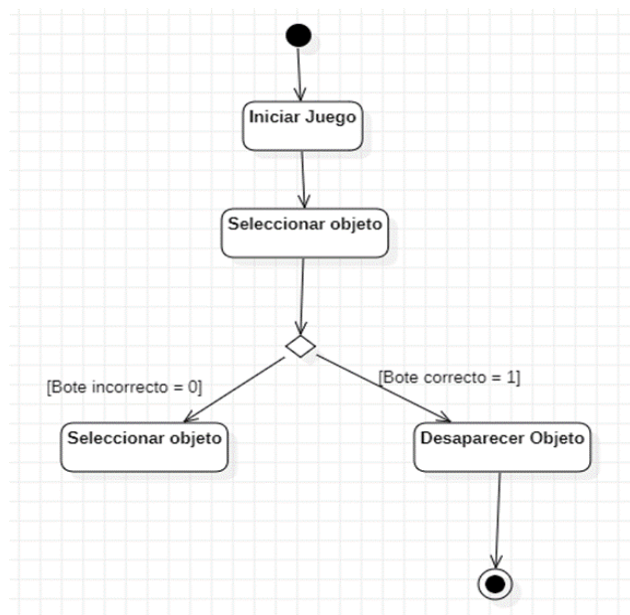 Iniciar Juego
Seleccionar objeto
[Bote incorrecto = 0]
[Bote correcto = 1]
Seleccionar objeto
Desaparecer Objeto